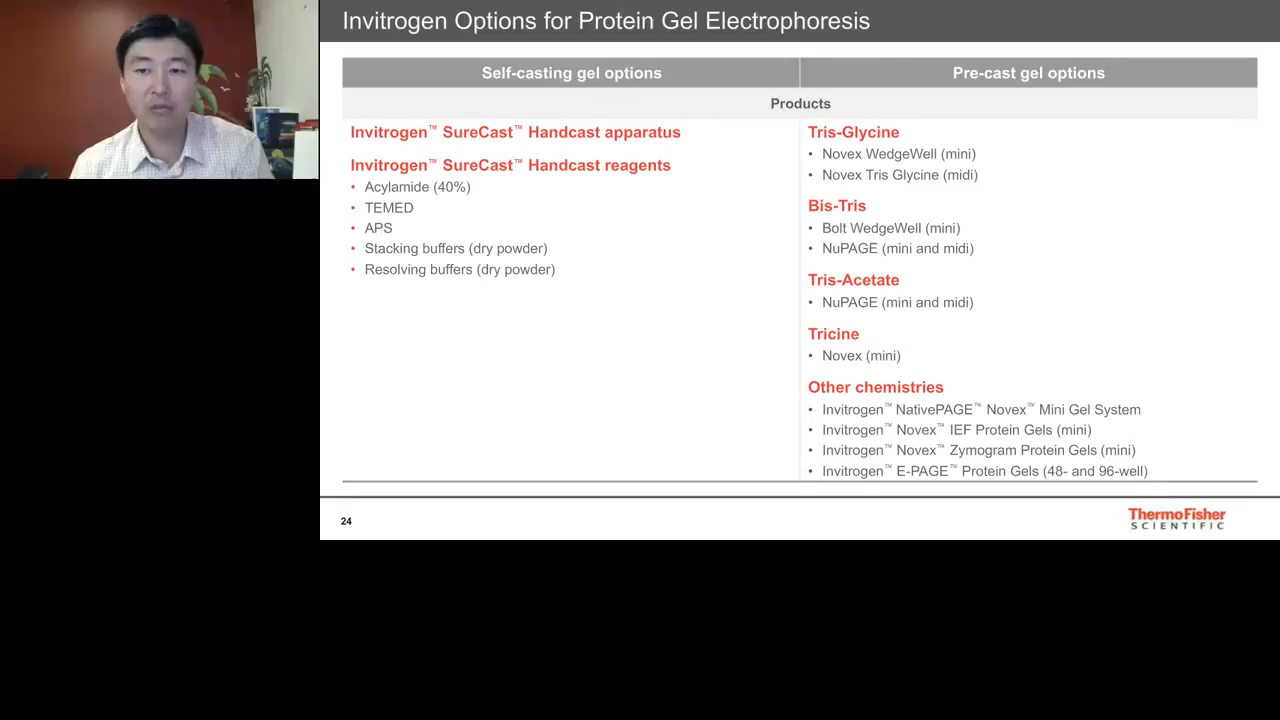 Invitrogen Options for Protein Gel Electrophoresis
Self-casting gel options
Pre-cast gel options
Products
Invitrogen™ SureCast™ Handcast apparatus
Invitrogen™ SureCast™ Handcast reagents
• Acylamide (40%)
• TEMED
• APS
• Stacking buffers (dry powder)
• Resolving buffers (dry powder)
Tris-Glycine
• Novex WedgeWell (mini)
• Novex Tris Glycine (midi)
Bis-Tris
• Bolt WedgeWell (mini)
• NuPAGE (mini and midi)
Tris-Acetate
• NuPAGE (mini and midi)
Tricine
• Novex (mini)
Other chemistries
• Invitrogen™ NativePAGE™ Novex™ Mini Gel System
• Invitrogen™ Novex™ IEF Protein Gels (mini)
• Invitrogen™ Novex™ Zymogram Protein Gels (mini)
• Invitrogen™ E-PAGE™ Protein Gels (48- and 96-well)
24
ThermoFisher
SCIENTIFIC